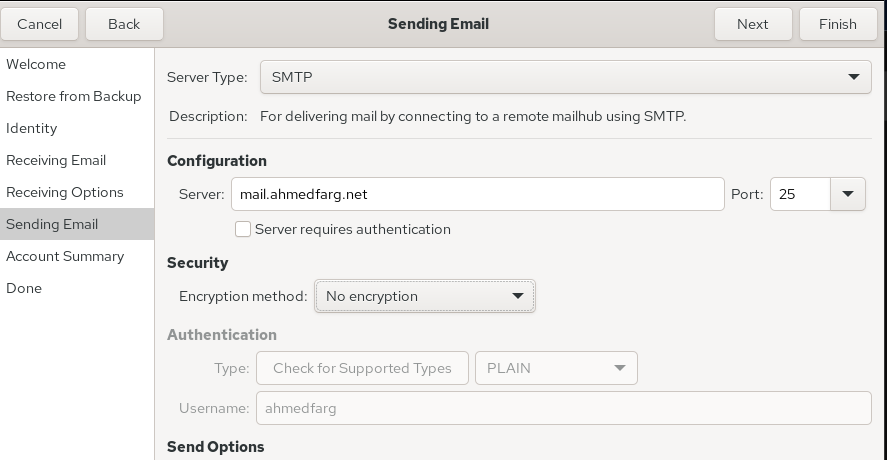 Cancel Back Sending Email Next Finish
Welcome
Restore from Backup
Identity
Receiving Email
Receiving Options
Sending Email
Account Summary
Done
Server Type: SMTP
Description: For delivering mail by connecting to a remote mailhub using SMTP.
Configuration
Server: mail.ahmedfarg.net Port: 25
Server requires authentication
Security
Encryption method: No encryption
Authentication
Type: Check for Supported Types PLAIN
Username: ahmedfarg
Send Options